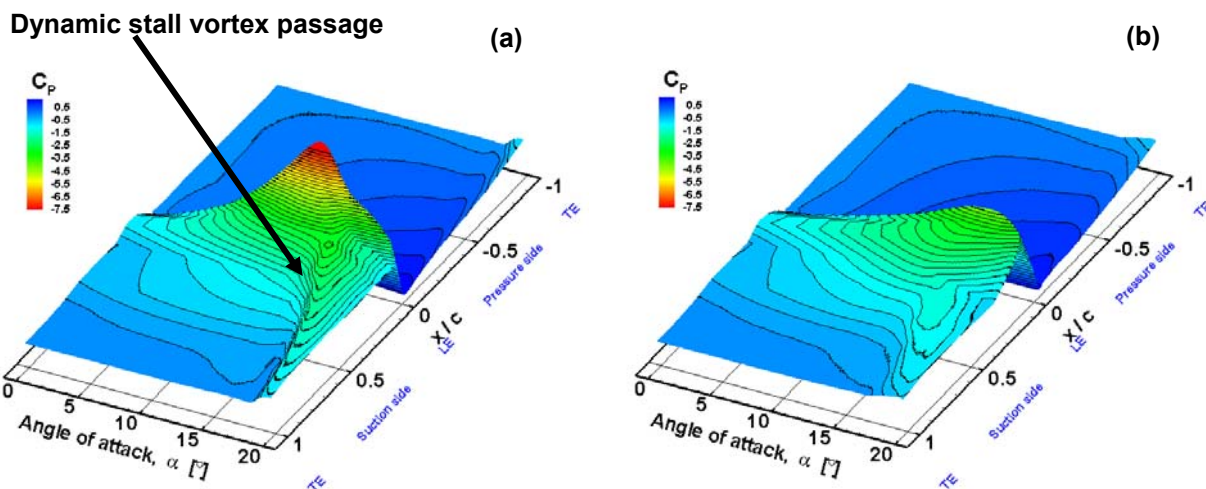 Dynamic stall vortex passage
(a)
C_P
0.5
-0.5
-1.5
-2.5
-3.5
-4.5
-5.5
-6.5
-7.5
-1
TE
-0.5
Pressure side
0
x / c
LE
0.5
Suction side
1
TE
0
5
10
15
20
Angle of attack, α [°]
(b)
C_P
0.5
-0.5
-1.5
-2.5
-3.5
-4.5
-5.5
-6.5
-7.5
-1
TE
-0.5
Pressure side
0
x / c
LE
0.5
Suction side
1
TE
0
5
10
15
20
Angle of attack, α [°]